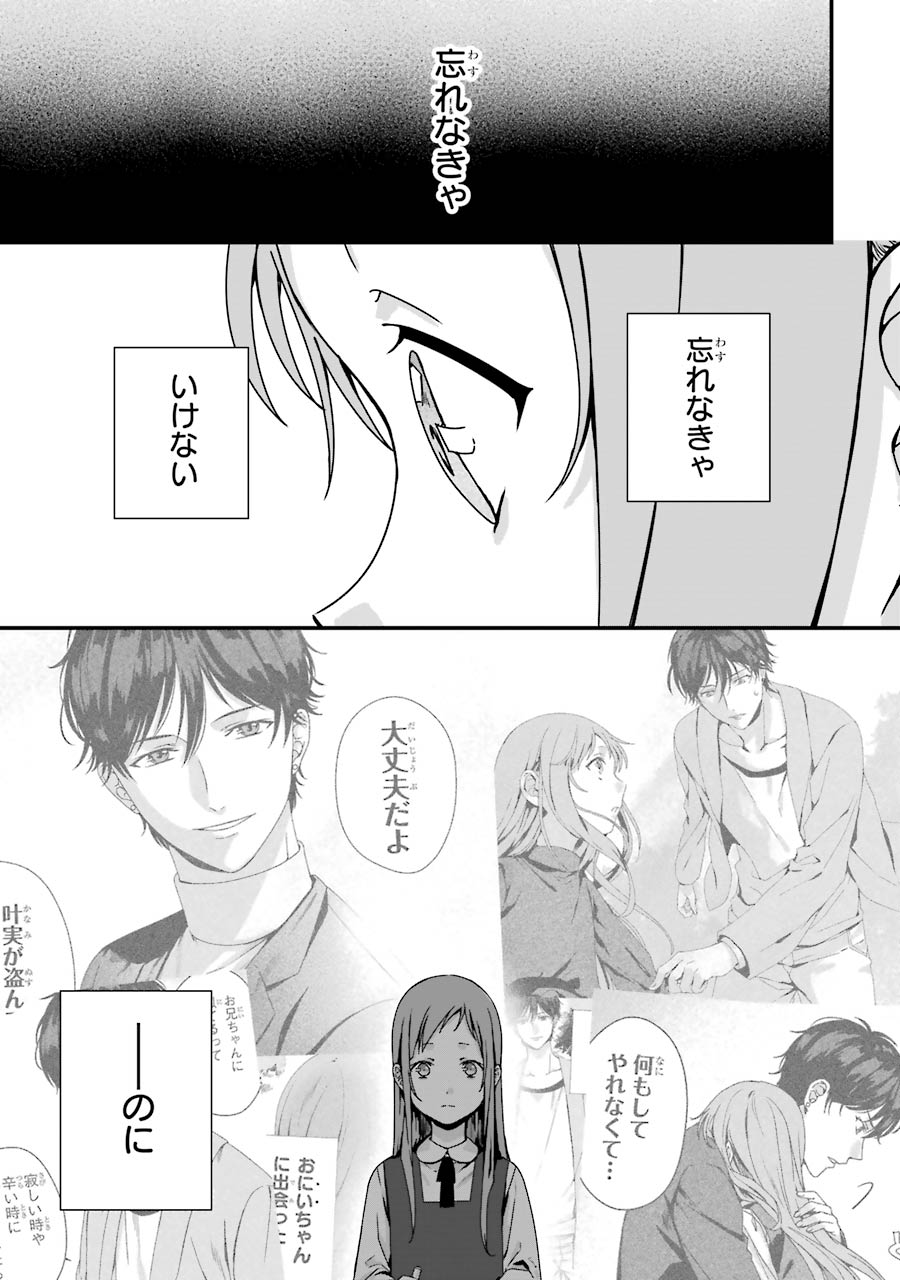 忘れなきゃ
忘れなきゃ
いけない
大丈夫だよ
叶実が盗ん
お兄ちゃんに
何もして
やれなくて…
おにいちゃん
に出会った
寂しい時や
辛い時に
──のに